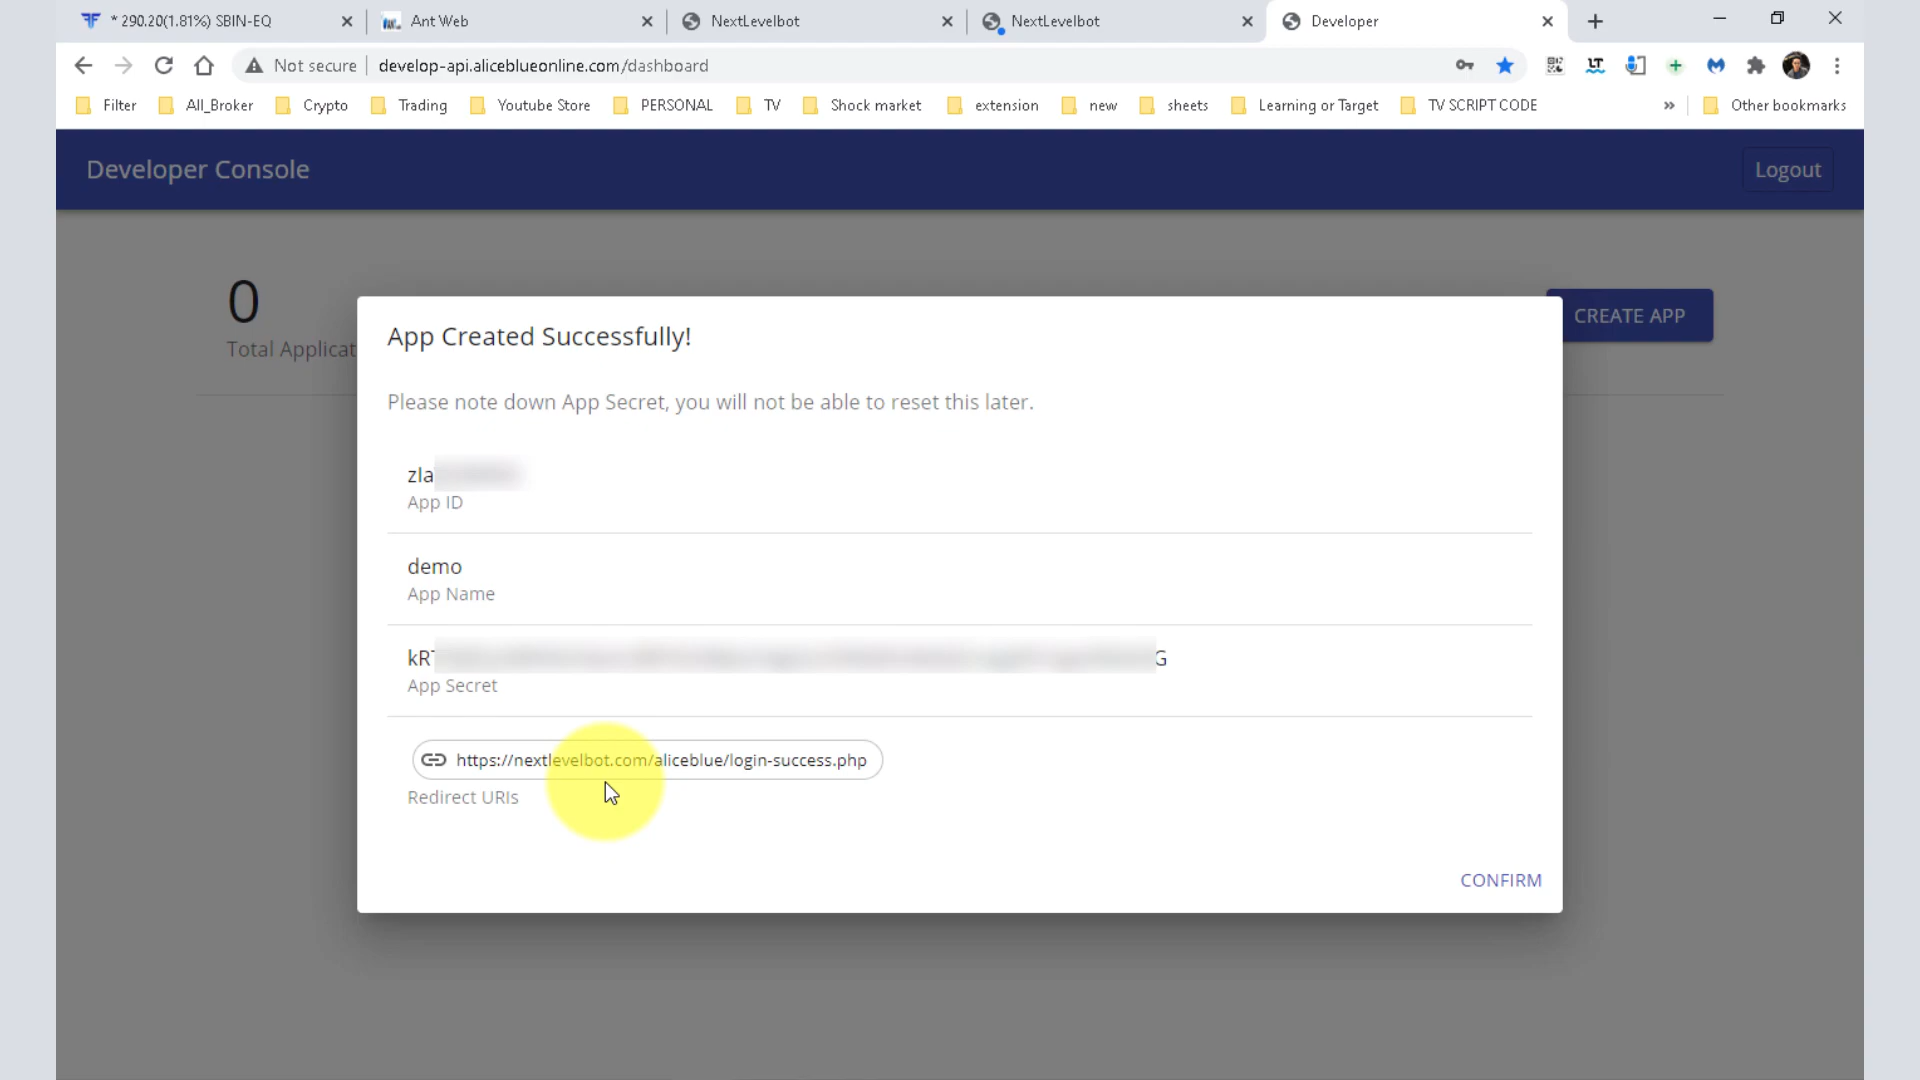 * 290.20(1.81%) SBIN-EQ
Ant Web
NextLevelbot
NextLevelbot
Developer
Not secure
develop-api.aliceblueonline.com/dashboard
Filter
All_Broker
Crypto
Trading
Youtube Store
PERSONAL
TV
Shock market
extension
new
sheets
Learning or Target
TV SCRIPT CODE
»
Other bookmarks
Developer Console
Logout
0
Total Applicat
CREATE APP
App Created Successfully!
Please note down App Secret, you will not be able to reset this later.
zla
App ID
demo
App Name
kR
G
App Secret
https://nextlevelbot.com/aliceblue/login-success.php
Redirect URIs
CONFIRM